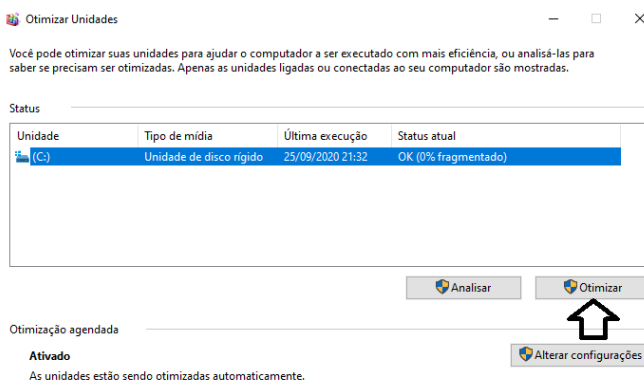 Otimizar Unidades
Você pode otimizar suas unidades para ajudar o computador a ser executado com mais eficiência, ou analisá-las para
saber se precisam ser otimizadas. Apenas as unidades ligadas ou conectadas ao seu computador são mostradas.
Status
Unidade Tipo de mídia Última execução Status atual
(C:) Unidade de disco rígido 25/09/2020 21:32 OK (0% fragmentado)
Analisar Otimizar
Otimização agendada
Ativado Alterar configurações
As unidades estão sendo otimizadas automaticamente.